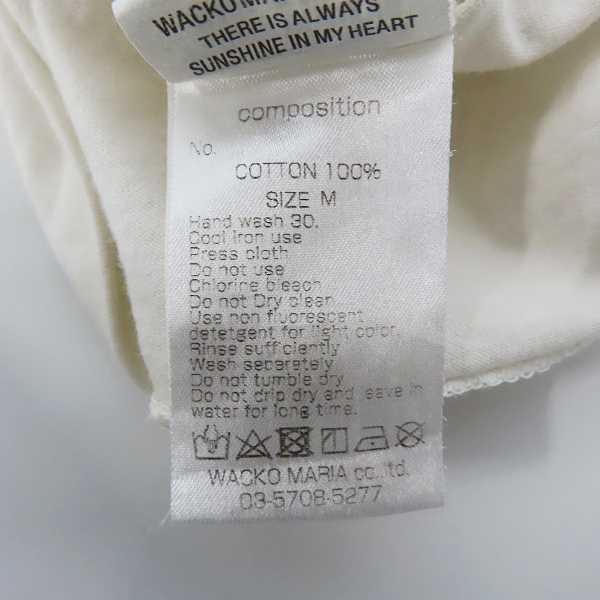 WACKO MARIA
THERE IS ALWAYS
SUNSHINE IN MY HEART
composition
No.
COTTON 100%
SIZE M
Hand wash 30.
Cool Iron use
Press cloth
Do not use
Chlorine bleach
Do not Dry clean
Use non fluorescent
detetgent for light color.
Rinse sufficiently
Wash separately
Do not tumble dry
Do not drip dry and leave in
water for long time.
WACKO MARIA co.,ltd.
03-5708-5277